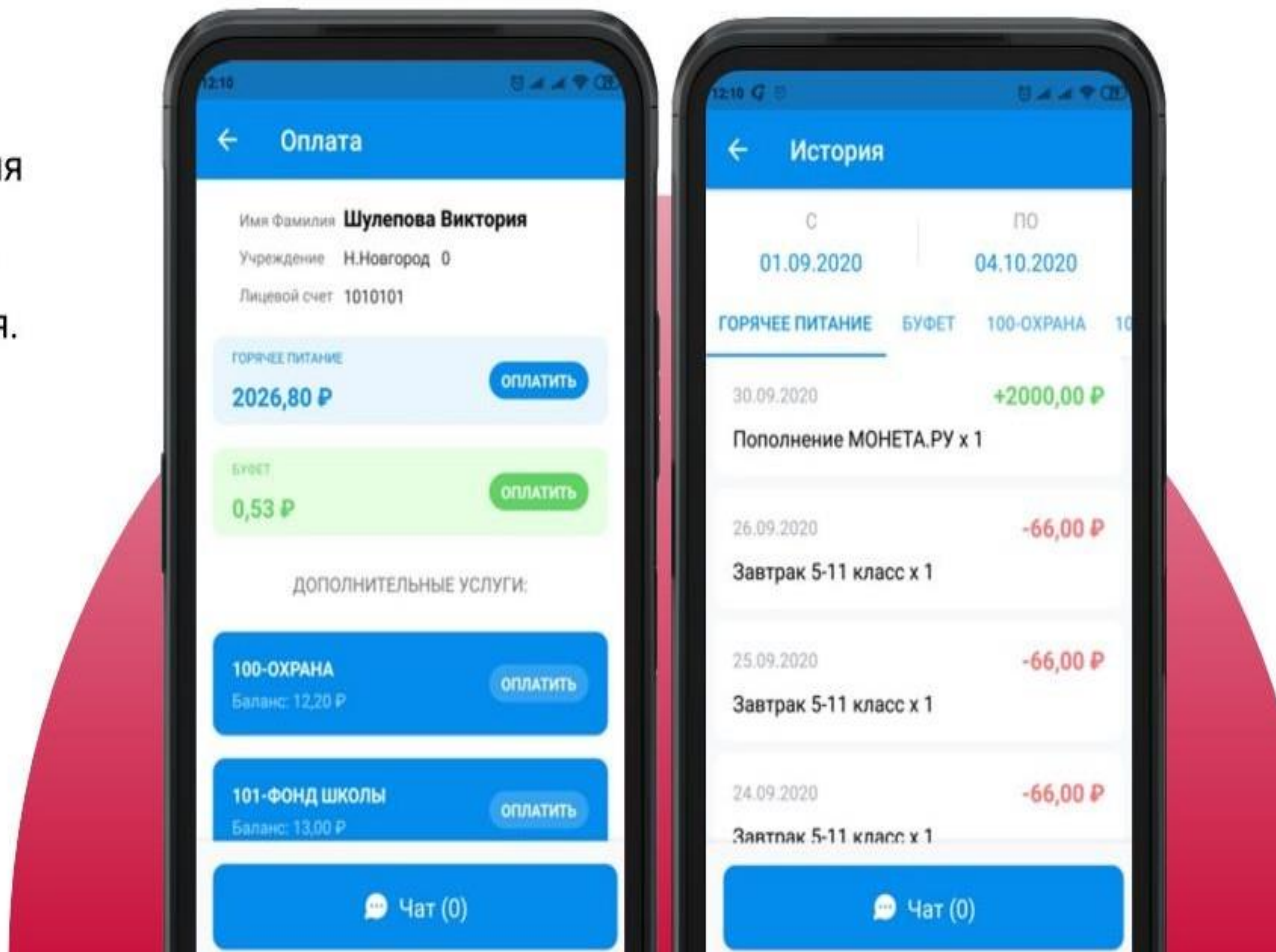 ия
я.
12:10
Оплата
Имя Фамилия Шулепова Виктория
Учреждение Н.Новгород 0
Лицевой счет 1010101
ГОРЯЧЕЕ ПИТАНИЕ
2026,80 ₽
ОПЛАТИТЬ
БУФЕТ
0,53 ₽
ОПЛАТИТЬ
ДОПОЛНИТЕЛЬНЫЕ УСЛУГИ:
100-ОХРАНА
Баланс: 12,20 ₽
ОПЛАТИТЬ
101-ФОНД ШКОЛЫ
Баланс: 13,00 ₽
ОПЛАТИТЬ
Чат (0)
12:10
История
С ПО
01.09.2020 04.10.2020
ГОРЯЧЕЕ ПИТАНИЕ БУФЕТ 100-ОХРАНА 10
30.09.2020 +2000,00 ₽
Пополнение МОНЕТА.РУ x 1
26.09.2020 -66,00 ₽
Завтрак 5-11 класс x 1
25.09.2020 -66,00 ₽
Завтрак 5-11 класс x 1
24.09.2020 -66,00 ₽
Завтрак 5-11 класс x 1
Чат (0)